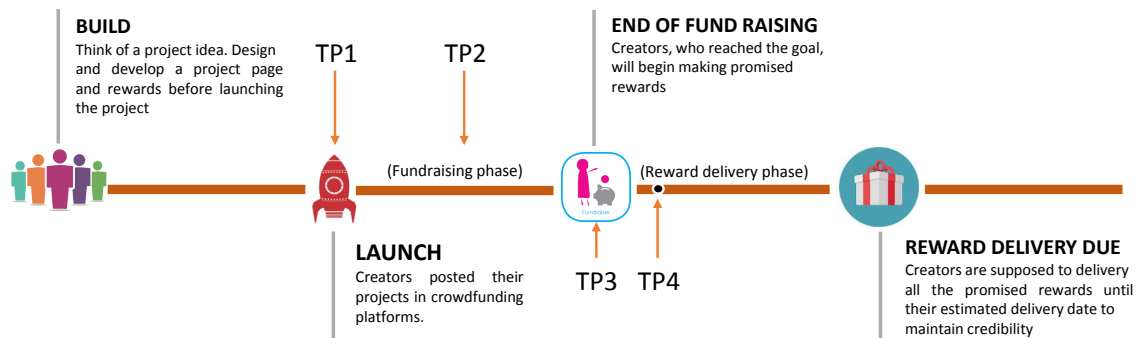 BUILD
Think of a project idea. Design
and develop a project page
and rewards before launching
the project
TP1
TP2
END OF FUND RAISING
Creators, who reached the goal,
will begin making promised
rewards
(Fundraising phase)
Fundraiser
(Reward delivery phase)
LAUNCH
Creators posted their
projects in crowdfunding
platforms.
TP3
TP4
REWARD DELIVERY DUE
Creators are supposed to delivery
all the promised rewards until
their estimated delivery date to
maintain credibility